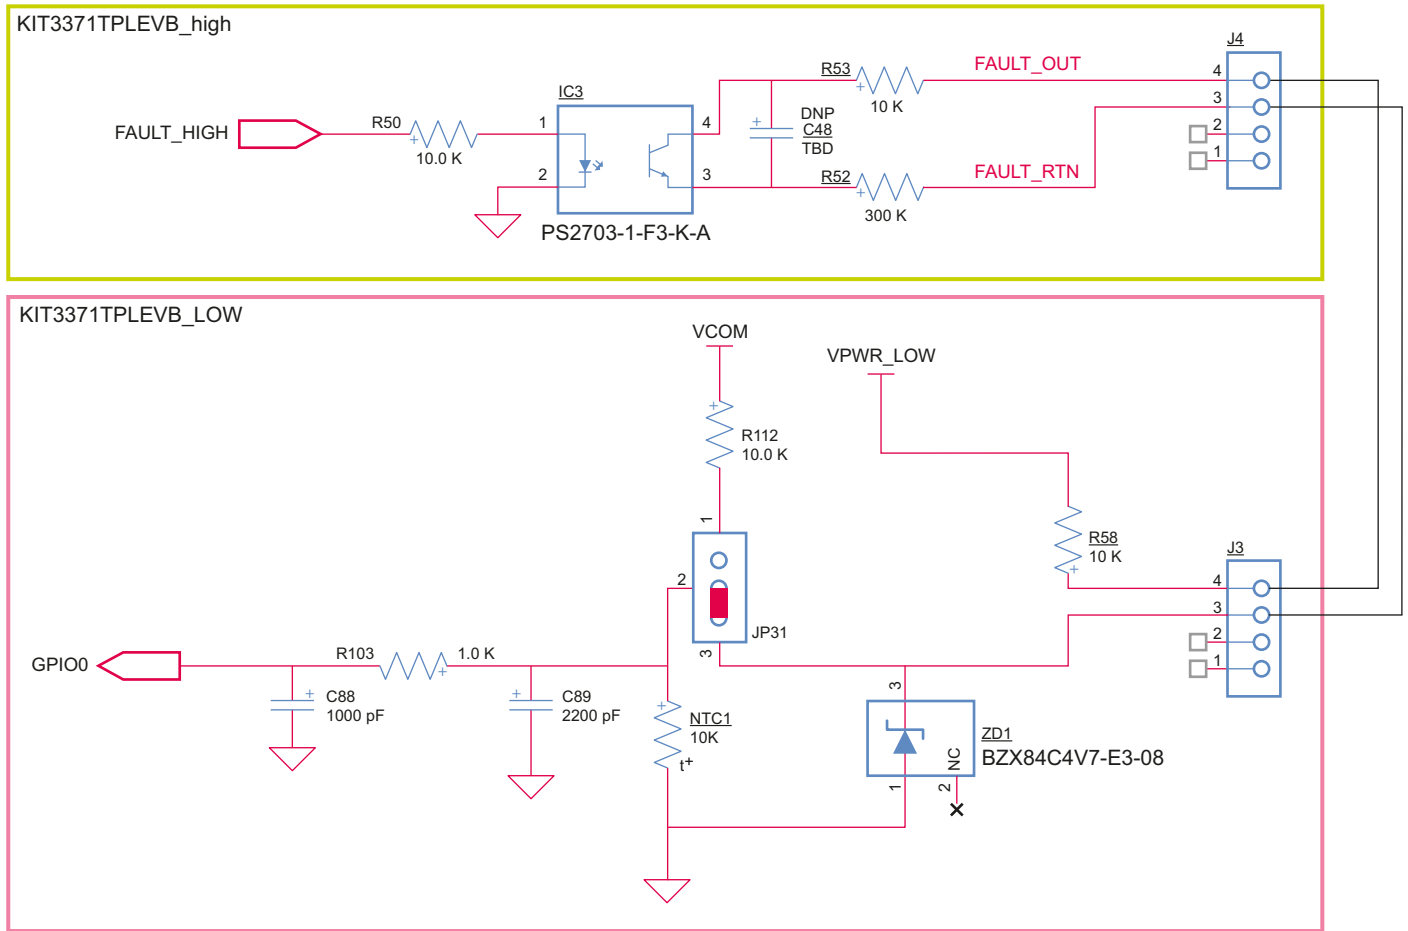 KIT3371TPLEVB_high
J4
R53
FAULT_OUT
4
10 K
IC3
3
DNP
FAULT_HIGH
R50
1
4
C48
2
10.0 K
TBD
1
2
3
R52
FAULT_RTN
300 K
PS2703-1-F3-K-A
KIT3371TPLEVB_LOW
VCOM
VPWR_LOW
R112
10.0 K
1
R58
10 K
J3
2
4
3
JP31
2
GPIO0
R103
1.0 K
3
1
C88
1000 pF
C89
2200 pF
3
NTC1
10K
t+
ZD1
BZX84C4V7-E3-08
NC
1
2